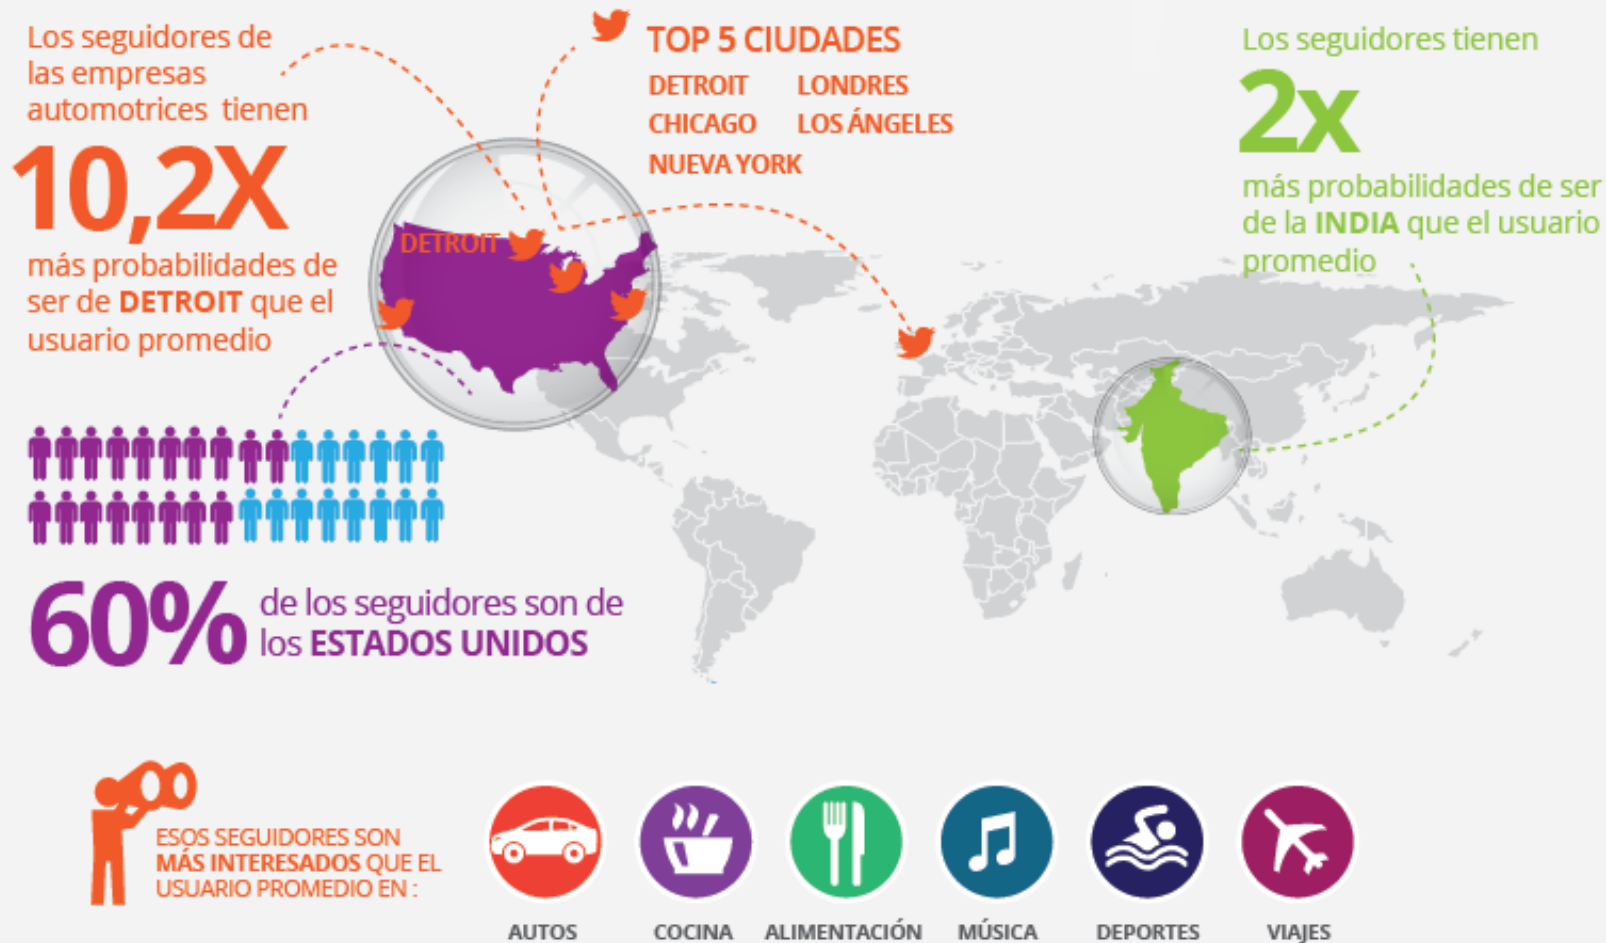 Los seguidores de
las empresas
automotrices tienen
10,2X
más probabilidades de
ser de DETROIT que el
usuario promedio
TOP 5 CIUDADES
DETROIT LONDRES
CHICAGO LOS ÁNGELES
NUEVA YORK
DETROIT
Los seguidores tienen
2x
más probabilidades de ser
de la INDIA que el usuario
promedio
60% de los seguidores son de
los ESTADOS UNIDOS
ESOS SEGUIDORES SON
MÁS INTERESADOS QUE EL
USUARIO PROMEDIO EN :
AUTOS COCINA ALIMENTACIÓN MÚSICA DEPORTES VIAJES